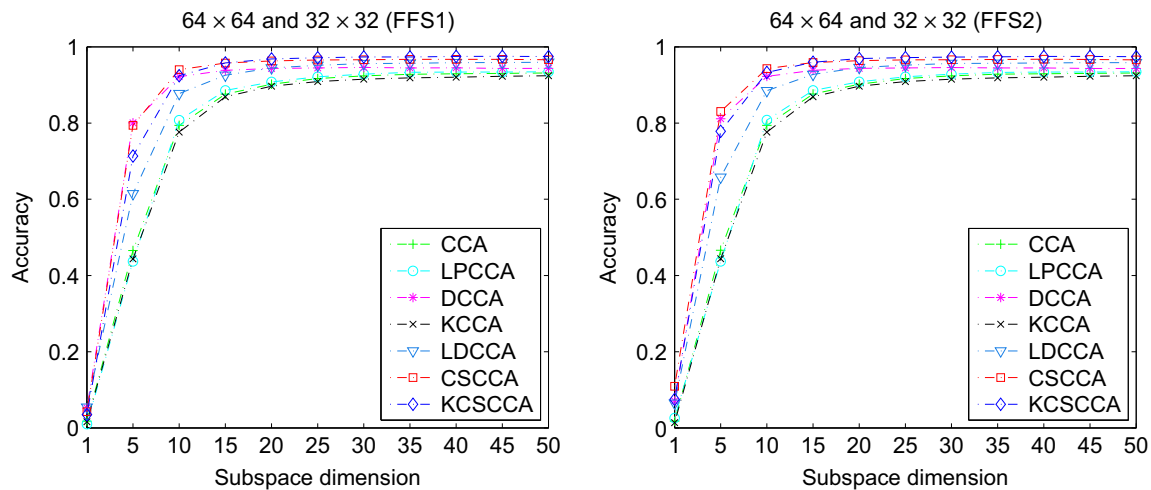 64 × 64 and 32 × 32 (FFS1)
1
0.8
0.6
0.4
0.2
0
Accuracy
CCA
LPCCA
DCCA
KCCA
LDCCA
CSCCA
KCSCCA
1 5 10 15 20 25 30 35 40 45 50
Subspace dimension
64 × 64 and 32 × 32 (FFS2)
1
0.8
0.6
0.4
0.2
0
Accuracy
CCA
LPCCA
DCCA
KCCA
LDCCA
CSCCA
KCSCCA
1 5 10 15 20 25 30 35 40 45 50
Subspace dimension